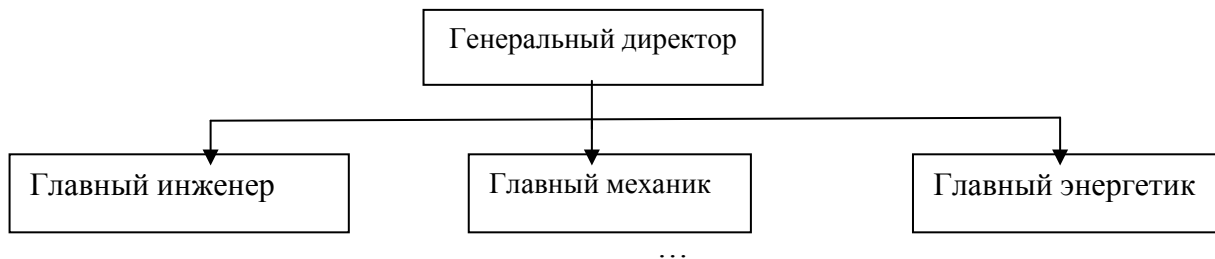 Генеральный директор
Главный инженер
Главный механик
Главный энергетик
…